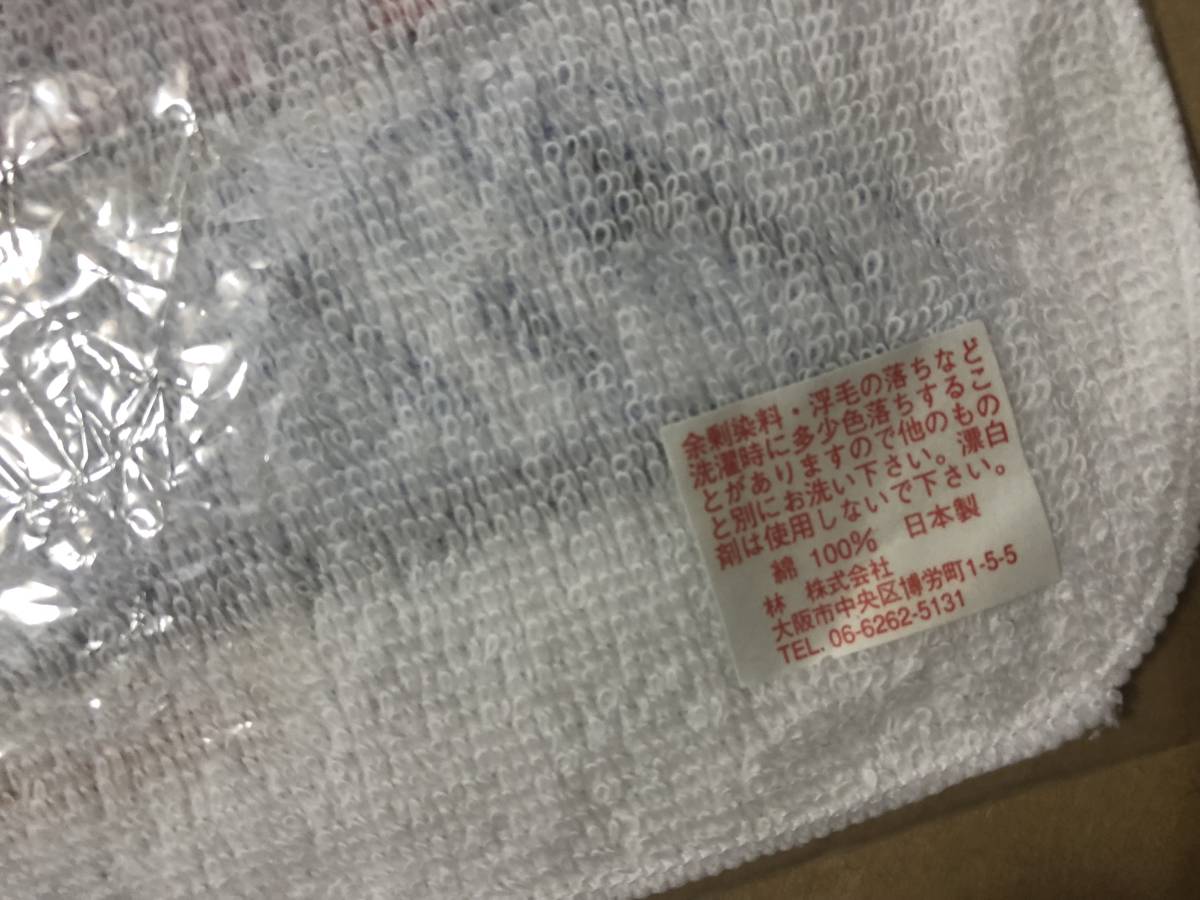 余剰染料・浮毛の落ちなど
洗濯時に多少色落ちするこ
とがありますので他のもの
と別にお洗い下さい。漂白
剤は使用しないで下さい。
綿 100% 日本製
林 株式会社
大阪市中央区博労町1-5-5
TEL. 06-6262-5131